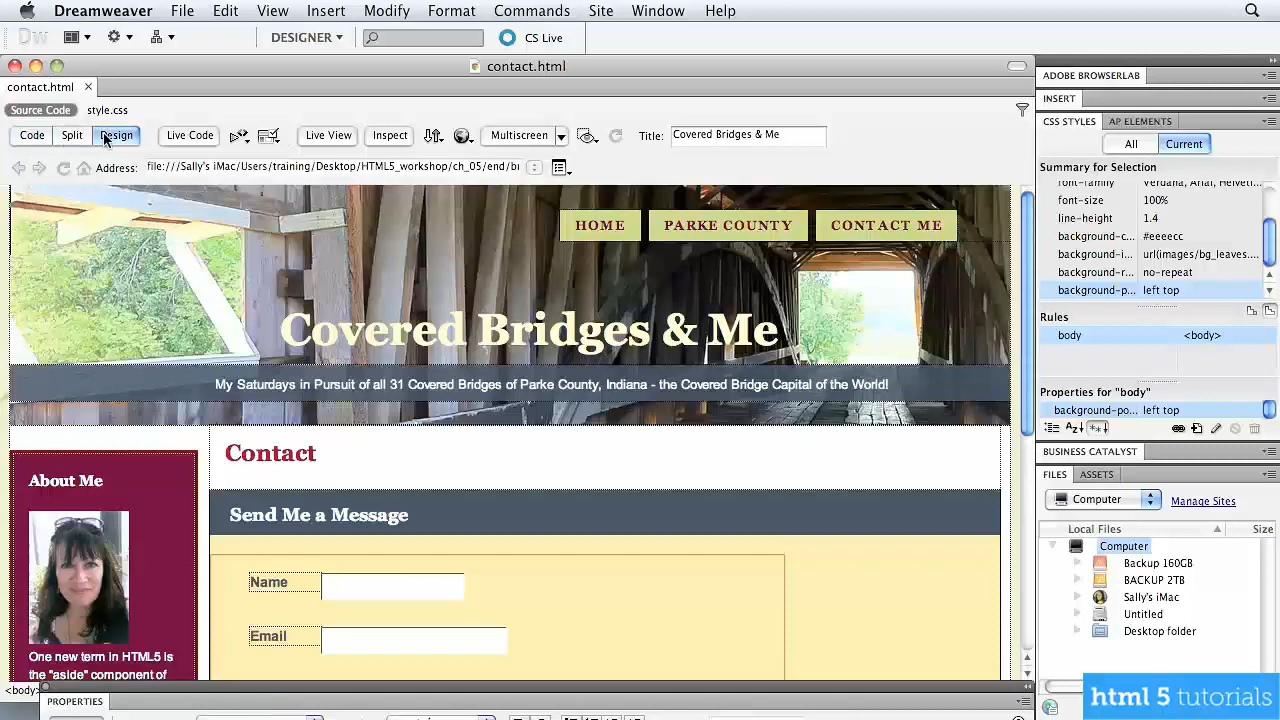 Dreamweaver File Edit View Insert Modify Format Commands Site Window Help
Dw DESIGNER CS Live
contact.html
contact.html
Source Code style.css
Code Split Design Live Code Live View Inspect Multiscreen Title: Covered Bridges & Me
Address: file:///Sally's iMac/Users/training/Desktop/HTML5_workshop/ch_05/end/bı
HOME PARKE COUNTY CONTACT ME
Covered Bridges & Me
My Saturdays in Pursuit of all 31 Covered Bridges of Parke County, Indiana - the Covered Bridge Capital of the World!
Contact
About Me
Send Me a Message
Name
Email
One new term in HTML5 is
the "aside" component of
<body>
PROPERTIES
ADOBE BROWSERLAB
INSERT
CSS STYLES AP ELEMENTS
All Current
Summary for Selection
font-family Verdana, Arial, Helveti...
font-size 100%
line-height 1.4
background-c... #eeeecc
background-i... url(images/bg_leaves....
background-r... no-repeat
background-p... left top
Rules
body <body>
Properties for "body"
background-po... left top
BUSINESS CATALYST
FILES ASSETS
Computer Manage Sites
Local Files Size
Computer
Backup 160GB
BACKUP 2TB
Sally's iMac
Untitled
Desktop folder
html 5 tutorials